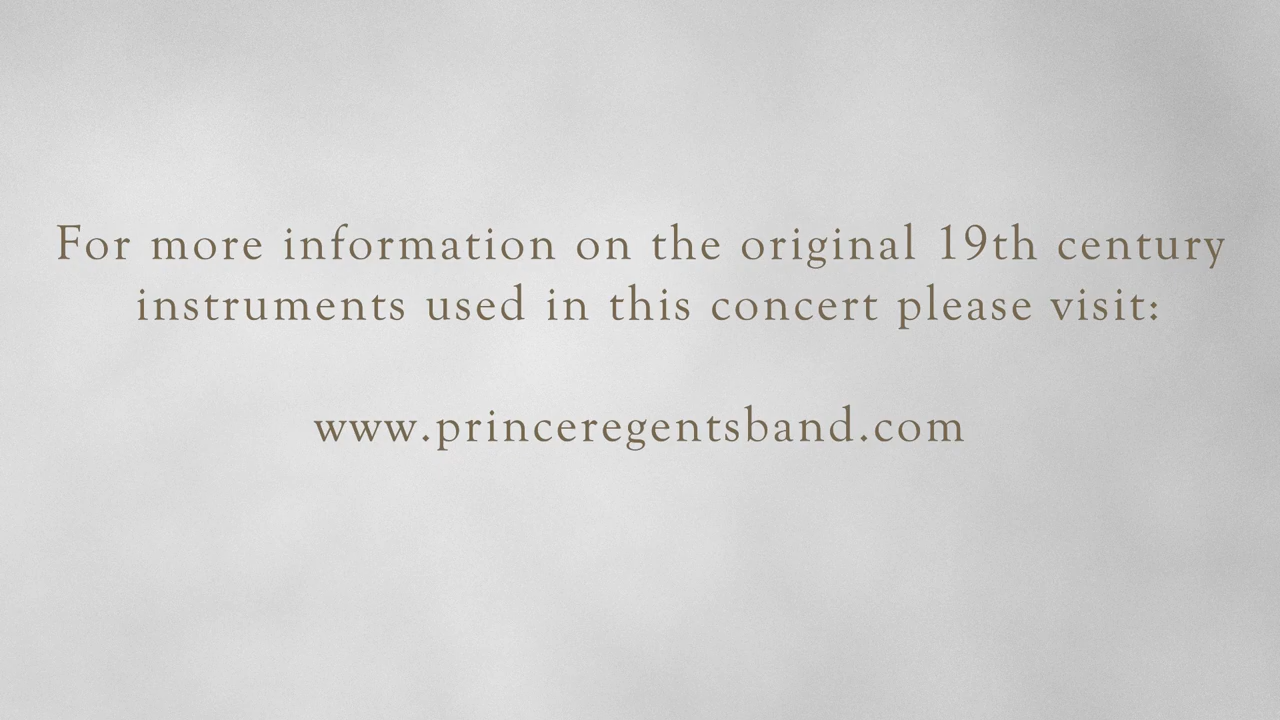 For more information on the original 19th century
instruments used in this concert please visit:
www.princeregentsband.com